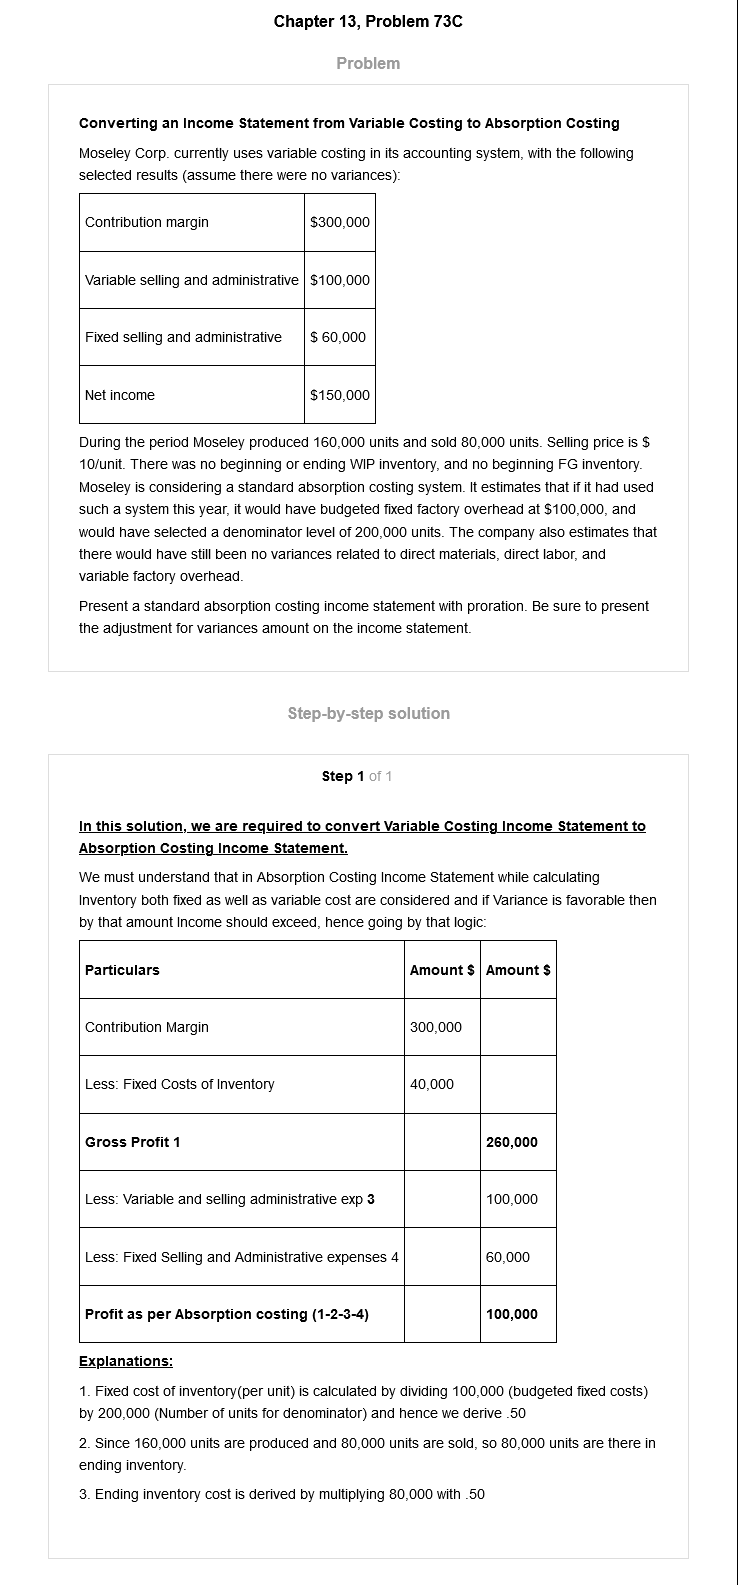 Chapter 13, Problem 73C
Problem
Converting an Income Statement from Variable Costing to Absorption Costing
Moseley Corp. currently uses variable costing in its accounting system, with the following
selected results (assume there were no variances):
Contribution margin $300,000
Variable selling and administrative $100,000
Fixed selling and administrative $ 60,000
Net income $150,000
During the period Moseley produced 160,000 units and sold 80,000 units. Selling price is $
10/unit. There was no beginning or ending WIP inventory, and no beginning FG inventory.
Moseley is considering a standard absorption costing system. It estimates that if it had used
such a system this year, it would have budgeted fixed factory overhead at $100,000, and
would have selected a denominator level of 200,000 units. The company also estimates that
there would have still been no variances related to direct materials, direct labor, and
variable factory overhead.
Present a standard absorption costing income statement with proration. Be sure to present
the adjustment for variances amount on the income statement.
Step-by-step solution
Step 1 of 1
In this solution, we are required to convert Variable Costing Income Statement to
Absorption Costing Income Statement.
We must understand that in Absorption Costing Income Statement while calculating
Inventory both fixed as well as variable cost are considered and if Variance is favorable then
by that amount Income should exceed, hence going by that logic:
Particulars Amount $ Amount $
Contribution Margin 300,000
Less: Fixed Costs of Inventory 40,000
Gross Profit 1 260,000
Less: Variable and selling administrative exp 3 100,000
Less: Fixed Selling and Administrative expenses 4 60,000
Profit as per Absorption costing (1-2-3-4) 100,000
Explanations:
1. Fixed cost of inventory(per unit) is calculated by dividing 100,000 (budgeted fixed costs)
by 200,000 (Number of units for denominator) and hence we derive .50
2. Since 160,000 units are produced and 80,000 units are sold, so 80,000 units are there in
ending inventory.
3. Ending inventory cost is derived by multiplying 80,000 with .50